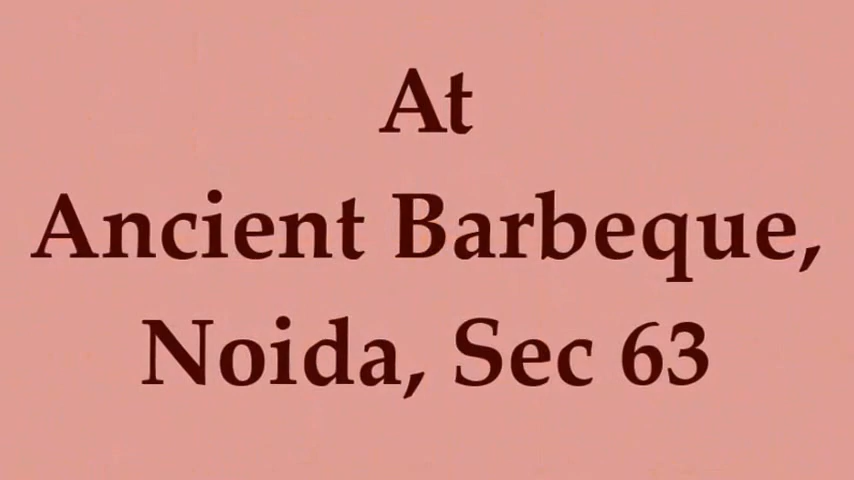 At
Ancient Barbeque,
Noida, Sec 63